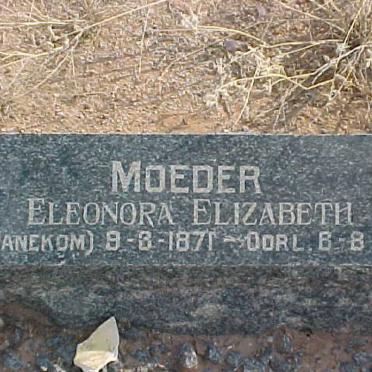 MOEDER
ELEONORA ELIZABETH
ANEKOM) 9-3-1871 ~ OORL. 6-8